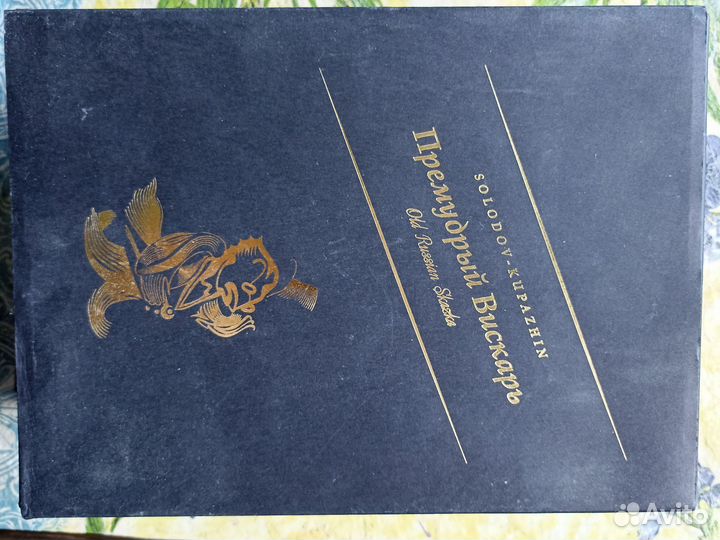 SOLODOV-KUPAZHIN
Премудрый Вискарь
Old Russian Skazka
Avito